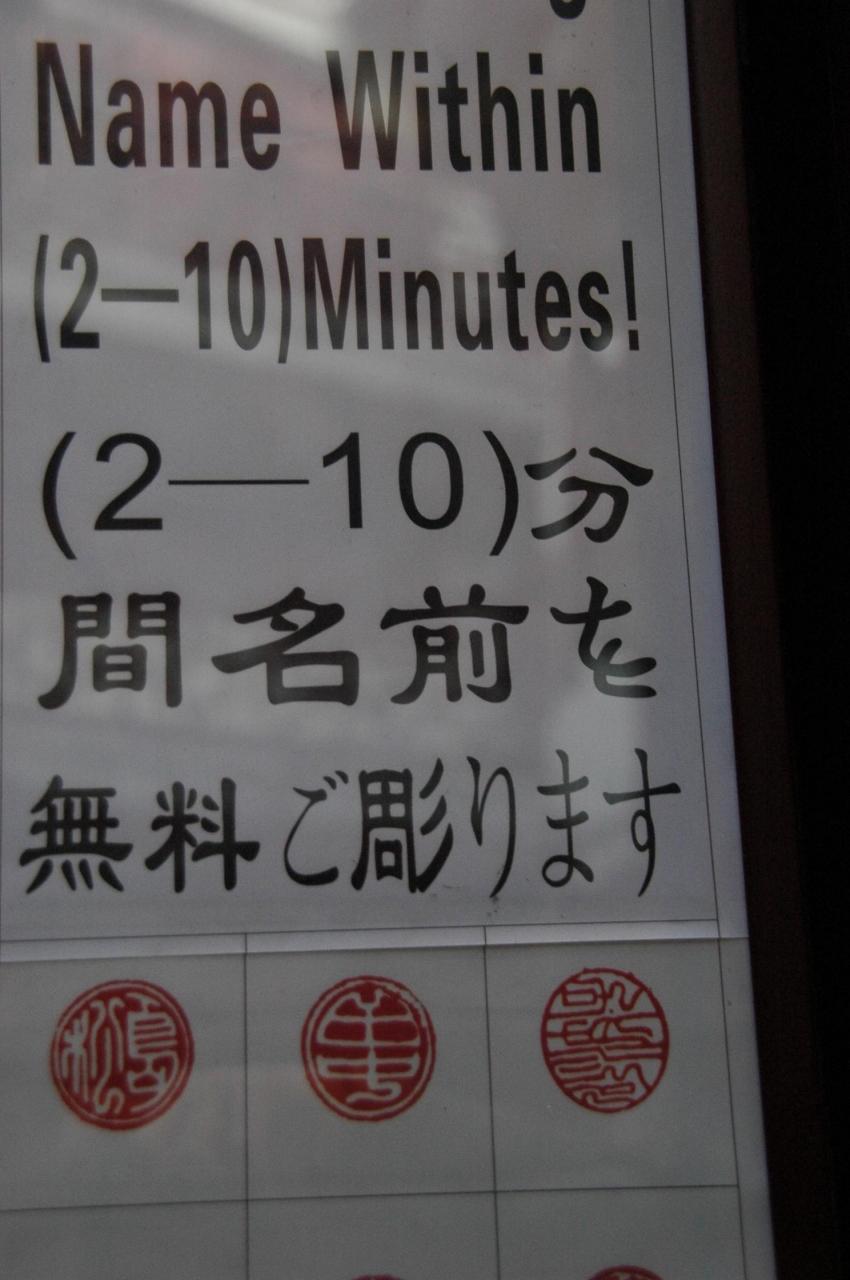 Name Within
(2—10)Minutes!
(2—10)分
間名前を
無料ご彫ります